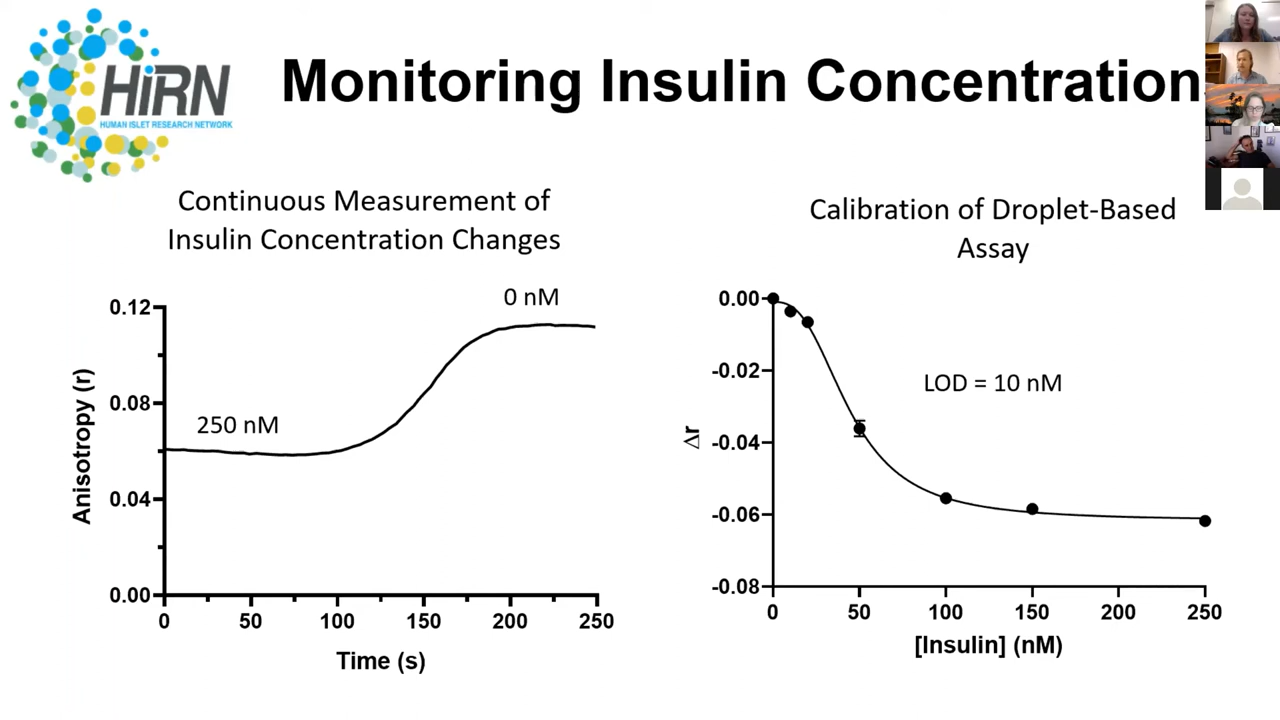 HiRN
HUMAN ISLET RESEARCH NETWORK
Monitoring Insulin Concentration
Continuous Measurement of
Insulin Concentration Changes
0.12
0.08
0.04
0.00
Anisotropy (r)
250 nM
0 nM
0 50 100 150 200 250
Time (s)
Calibration of Droplet-Based
Assay
0.00
-0.02
-0.04
-0.06
-0.08
Δr
LOD = 10 nM
0 50 100 150 200 250
[Insulin] (nM)